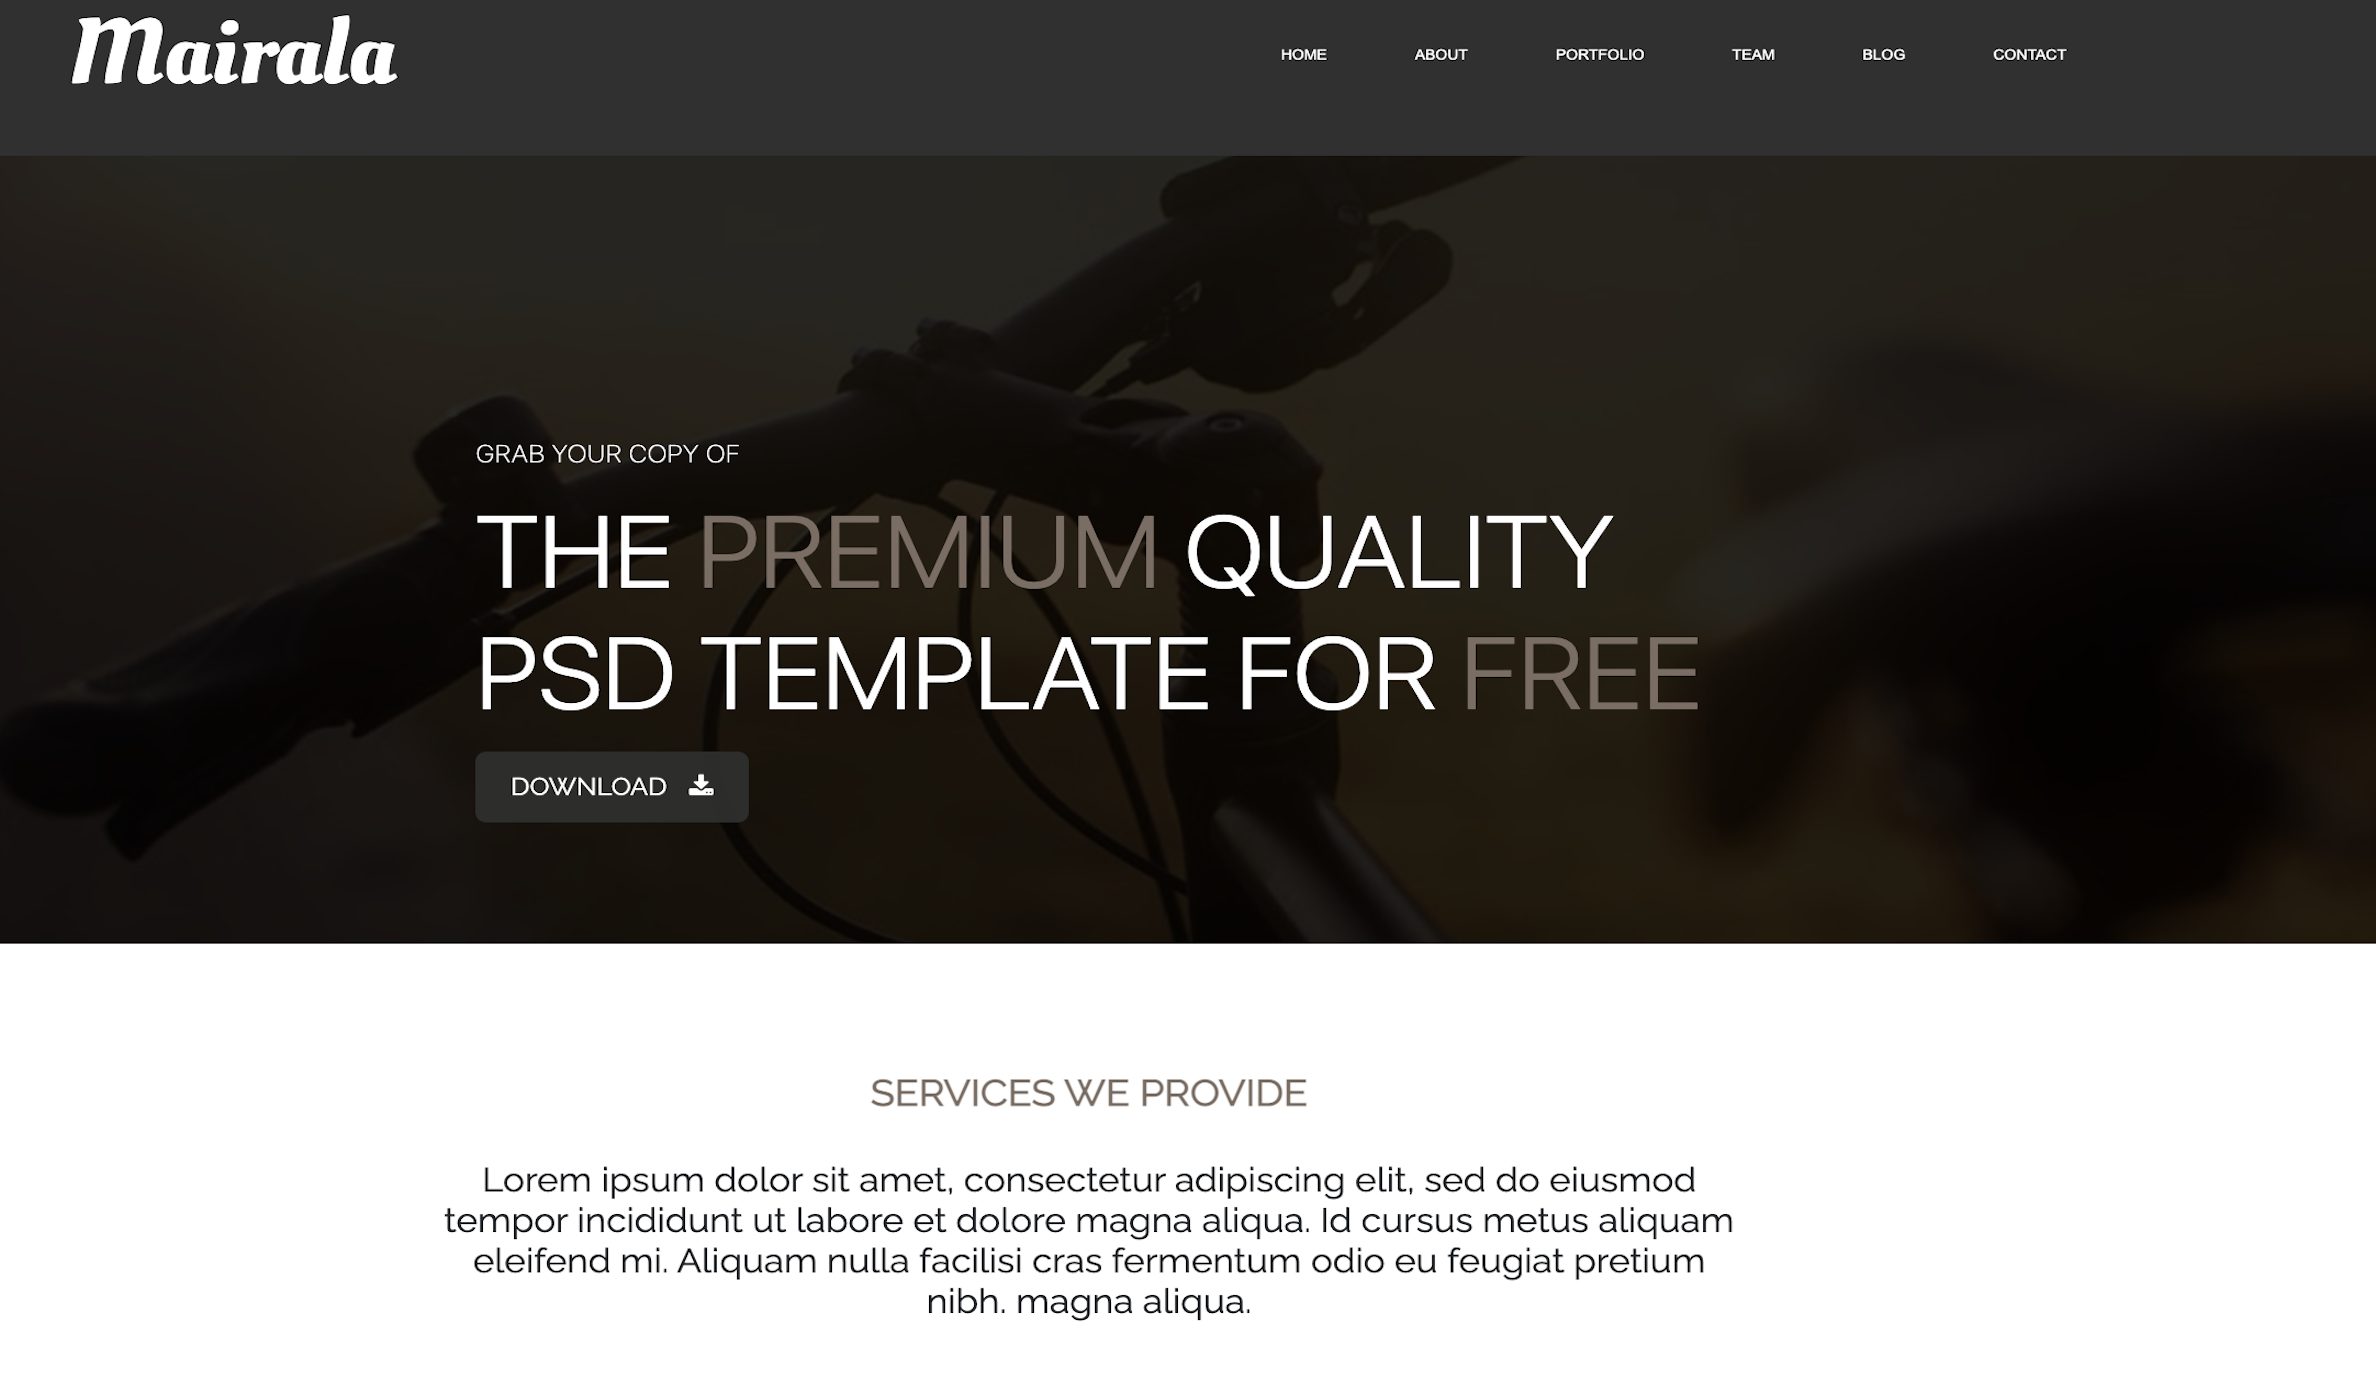 Mairala
HOME ABOUT PORTFOLIO TEAM BLOG CONTACT
GRAB YOUR COPY OF
THE PREMIUM QUALITY
PSD TEMPLATE FOR FREE
DOWNLOAD
SERVICES WE PROVIDE
Lorem ipsum dolor sit amet, consectetur adipiscing elit, sed do eiusmod
tempor incididunt ut labore et dolore magna aliqua. Id cursus metus aliquam
eleifend mi. Aliquam nulla facilisi cras fermentum odio eu feugiat pretium
nibh. magna aliqua.